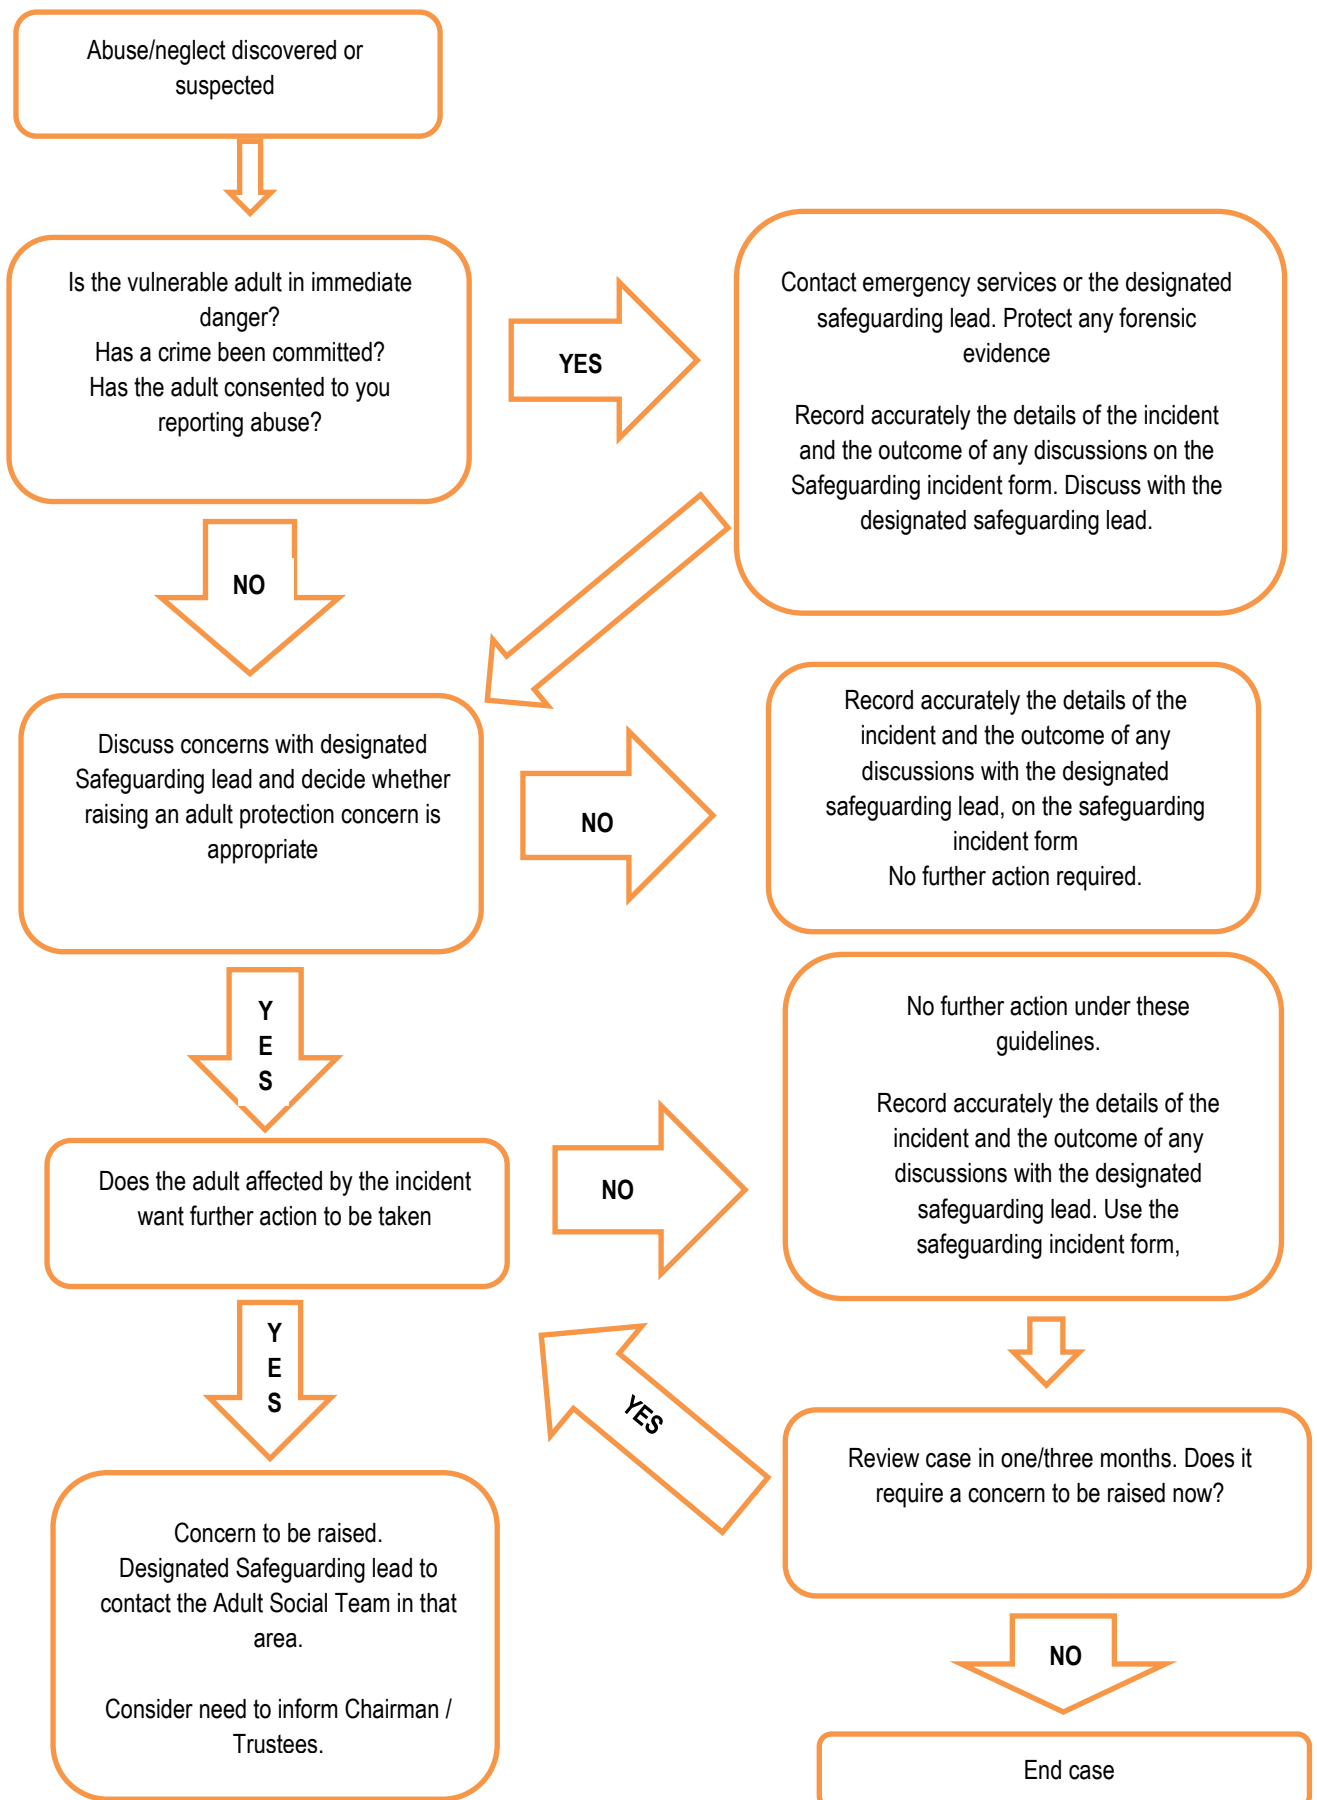 Abuse/neglect discovered or
suspected
Is the vulnerable adult in immediate
danger?
Has a crime been committed?
Has the adult consented to you
reporting abuse?
YES
Contact emergency services or the designated
safeguarding lead. Protect any forensic
evidence
Record accurately the details of the incident
and the outcome of any discussions on the
Safeguarding incident form. Discuss with the
designated safeguarding lead.
NO
Discuss concerns with designated
Safeguarding lead and decide whether
raising an adult protection concern is
appropriate
NO
Record accurately the details of the
incident and the outcome of any
discussions with the designated
safeguarding lead, on the safeguarding
incident form
No further action required.
Y
E
S
Does the adult affected by the incident
want further action to be taken
NO
No further action under these
guidelines.
Record accurately the details of the
incident and the outcome of any
discussions with the designated
safeguarding lead. Use the
safeguarding incident form,
Y
E
S
YES
Review case in one/three months. Does it
require a concern to be raised now?
Concern to be raised.
Designated Safeguarding lead to
contact the Adult Social Team in that
area.
Consider need to inform Chairman /
Trustees.
NO
End case